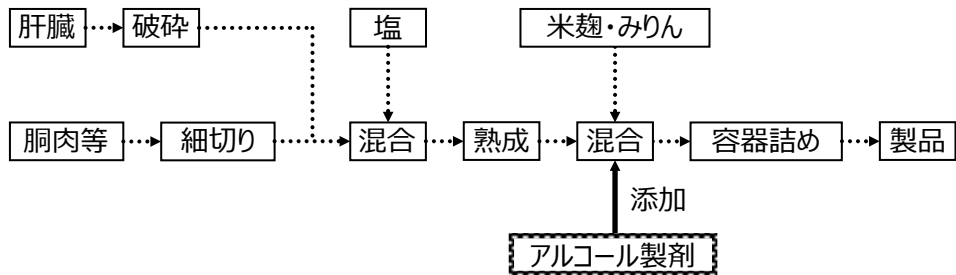 肝臓
破砕
塩
米麹・みりん
胴肉等
細切り
混合
熟成
混合
容器詰め
製品
添加
アルコール製剤